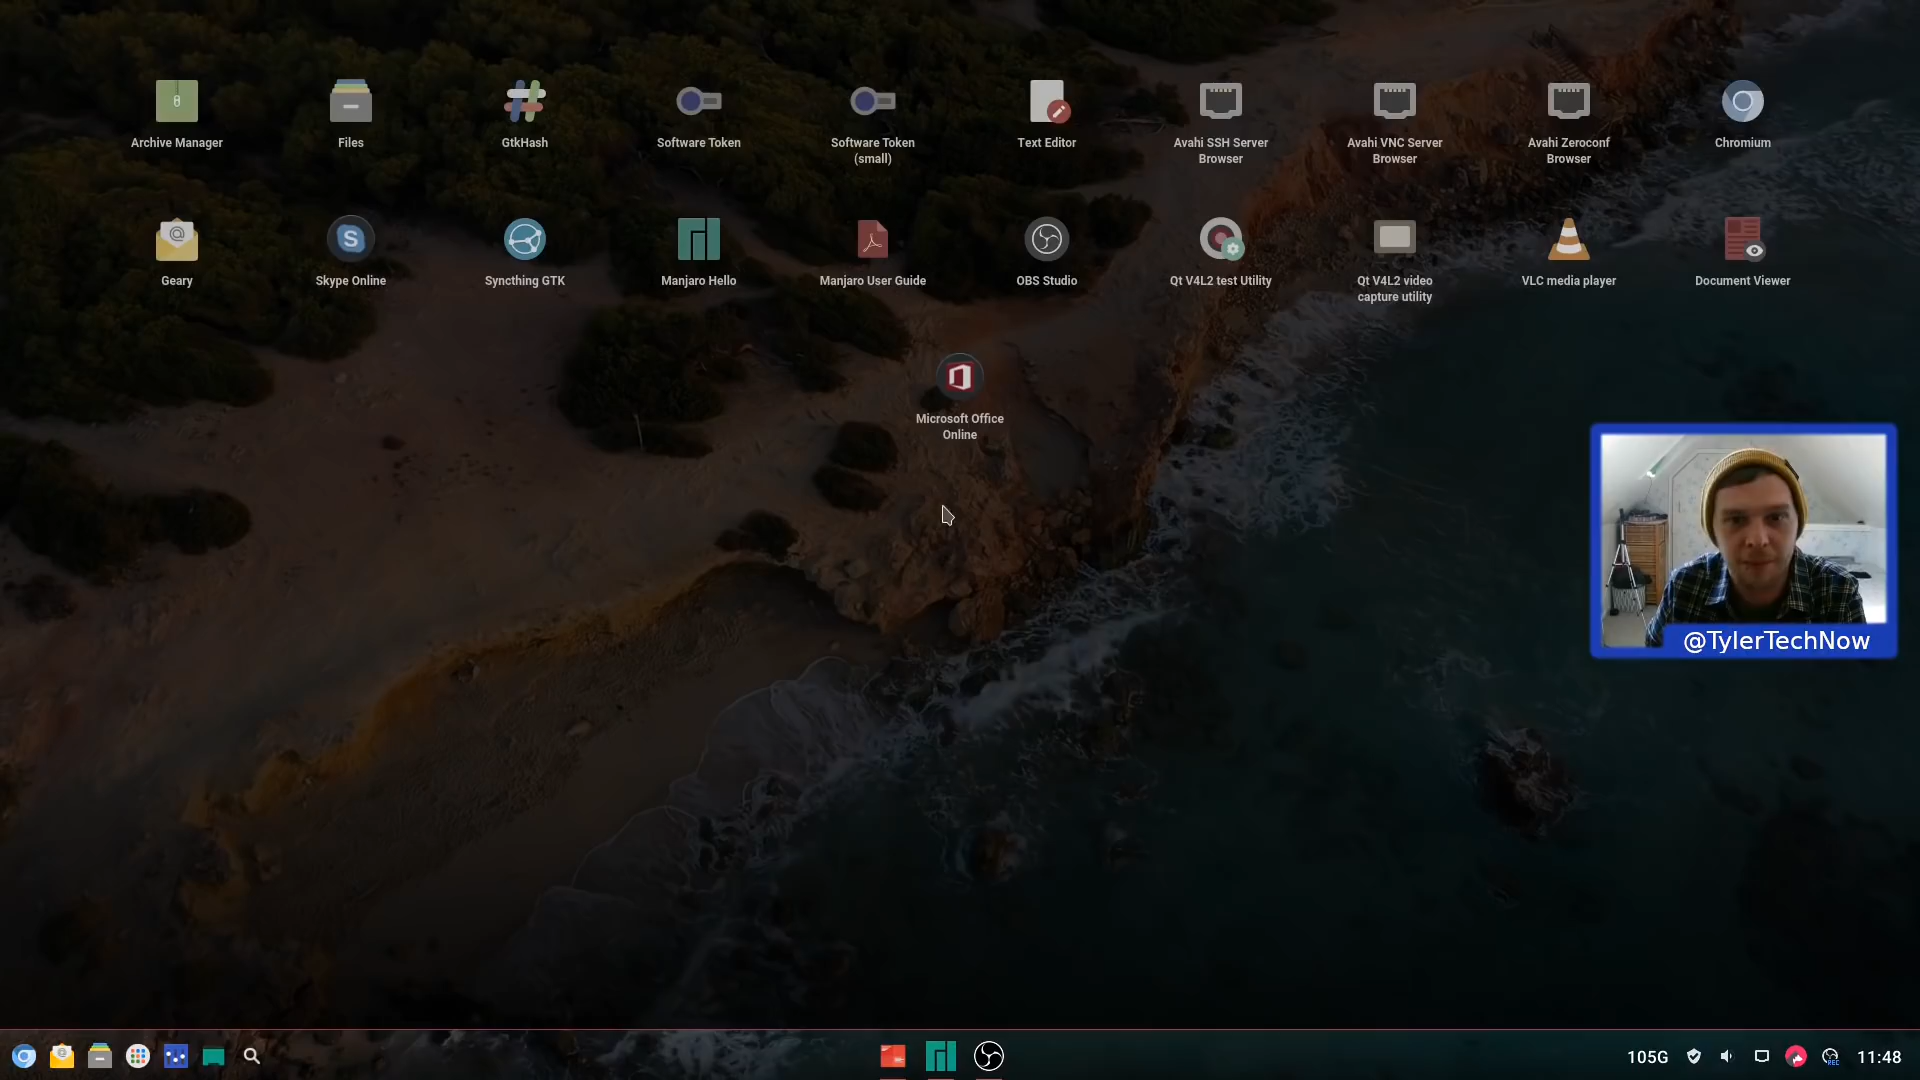 Archive Manager
Files
GtkHash
Software Token
Software Token
(small)
Text Editor
Avahi SSH Server
Browser
Avahi VNC Server
Browser
Avahi Zeroconf
Browser
Chromium
Geary
Skype Online
Syncthing GTK
Manjaro Hello
Manjaro User Guide
OBS Studio
Qt V4L2 test Utility
Qt V4L2 video
capture utility
VLC media player
Document Viewer
Microsoft Office
Online
@TylerTechNow
105G
REC
11:48